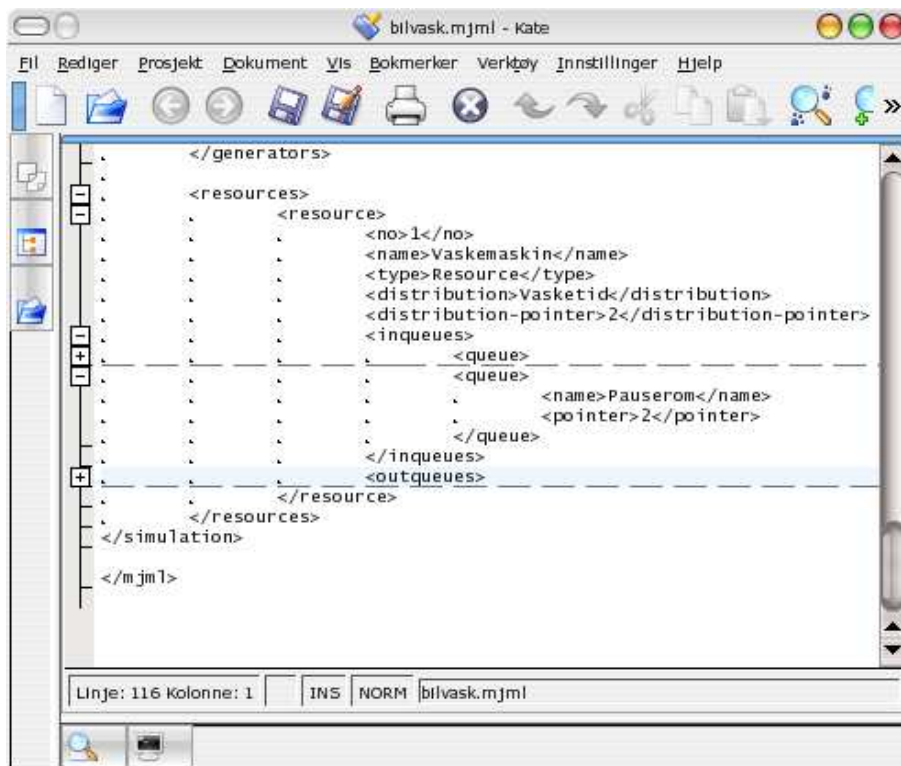 bilvask.mjml - Kate
Fil Rediger Prosjekt Dokument Vis Bokmerker Verktøy Innstillinger Hjelp
</generators>
<resources>
<resource>
<no>1</no>
<name>Vaskemaskin</name>
<type>Resource</type>
<distribution>Vasketid</distribution>
<distribution-pointer>2</distribution-pointer>
<inqueues>
<queue>
<queue>
<name>Pauserom</name>
<pointer>2</pointer>
</queue>
</inqueues>
<outqueues>
</resource>
</resources>
</simulation>
</mjml>
Linje: 116 Kolonne: 1 INS NORM bilvask.mjml